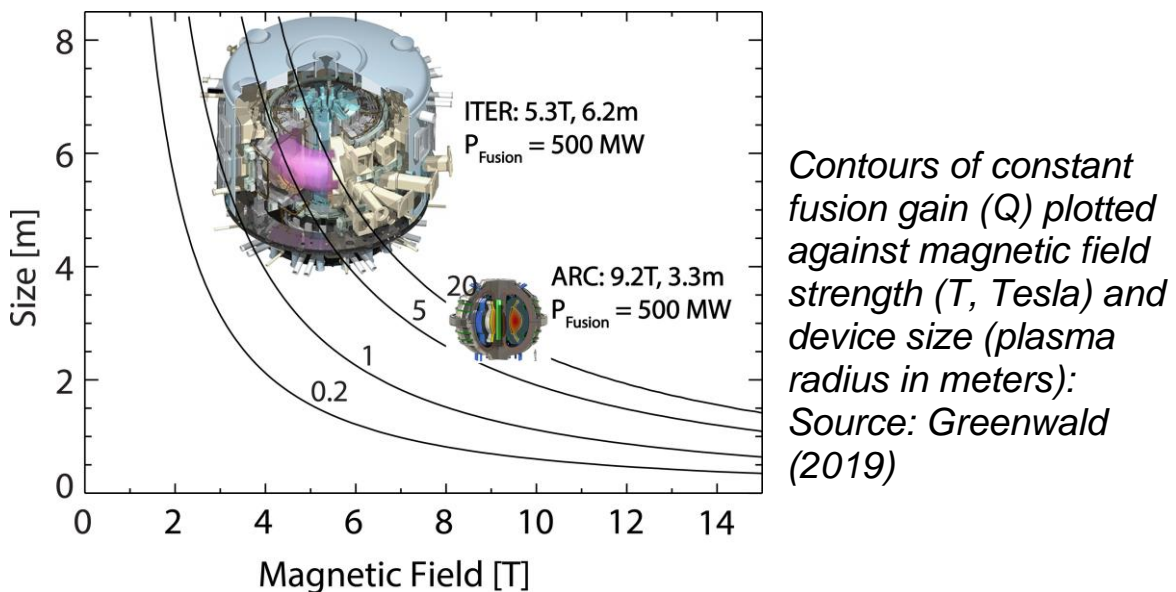 8
6
4
2
0
Size [m]
0 2 4 6 8 10 12 14
Magnetic Field [T]
ITER: 5.3T, 6.2m
P_Fusion = 500 MW
ARC: 9.2T, 3.3m
P_Fusion = 500 MW
20
5
1
0.2
Contours of constant
fusion gain (Q) plotted
against magnetic field
strength (T, Tesla) and
device size (plasma
radius in meters):
Source: Greenwald
(2019)